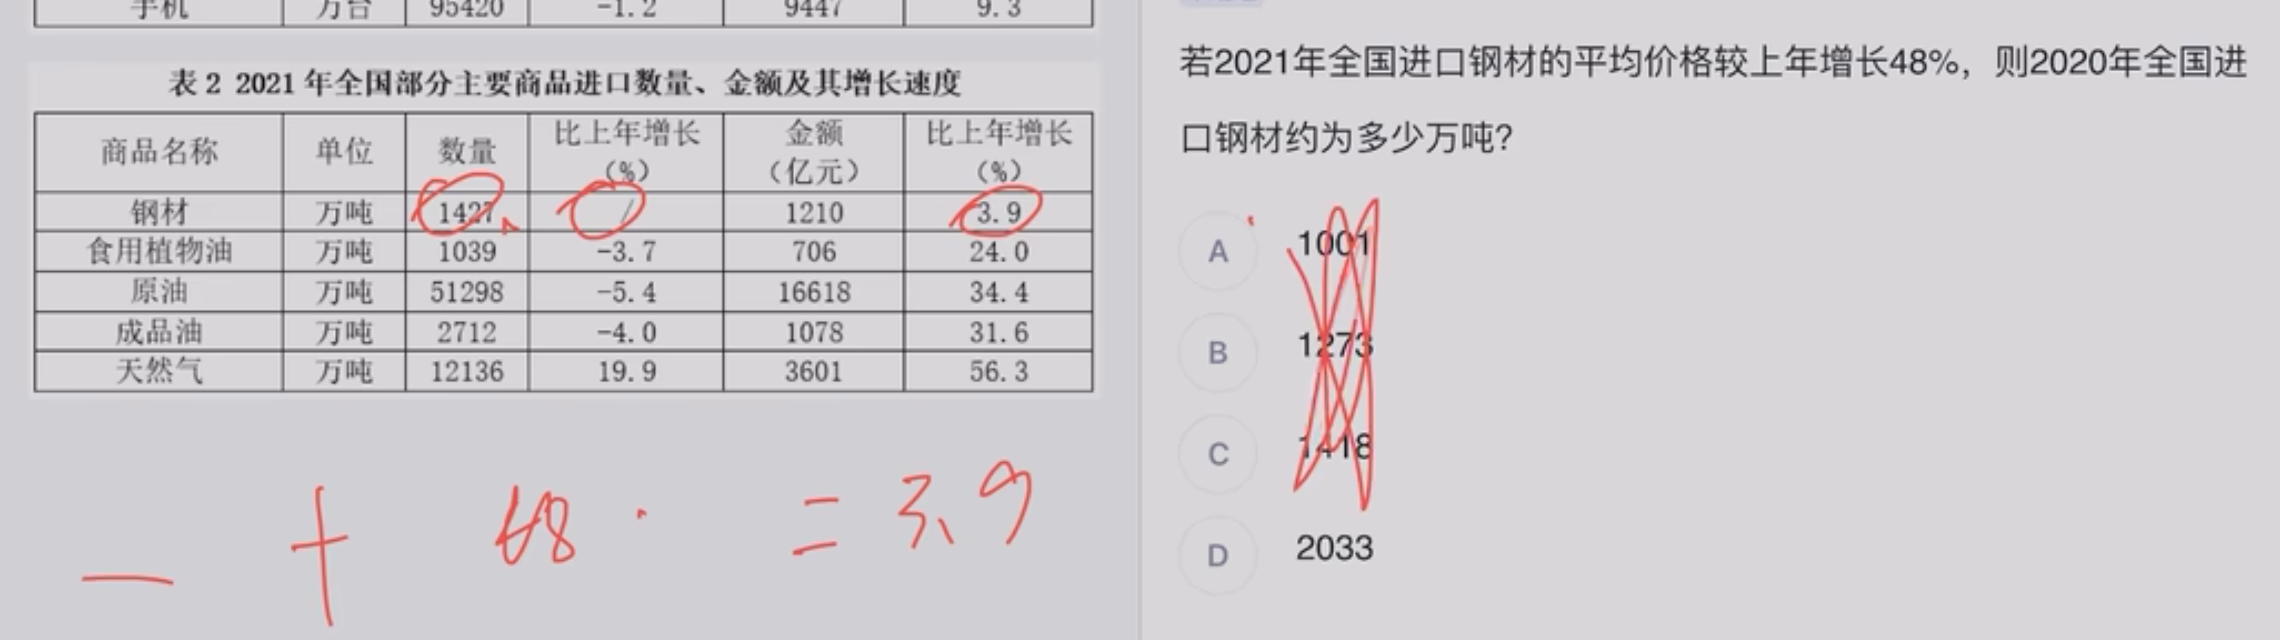 手机 万台 95420 -1.2 9447 9.3
表 2 2021 年全国部分主要商品进口数量、金额及其增长速度
商品名称 单位 数量 比上年增长(%) 金额(亿元) 比上年增长(%)
钢材 万吨 1427 / 1210 3.9
食用植物油 万吨 1039 -3.7 706 24.0
原油 万吨 51298 -5.4 16618 34.4
成品油 万吨 2712 -4.0 1078 31.6
天然气 万吨 12136 19.9 3601 56.3
— + 48 = 3.9
若2021年全国进口钢材的平均价格较上年增长48%，则2020年全国进
口钢材约为多少万吨?
A 1001
B 1273
C 1418
D 2033